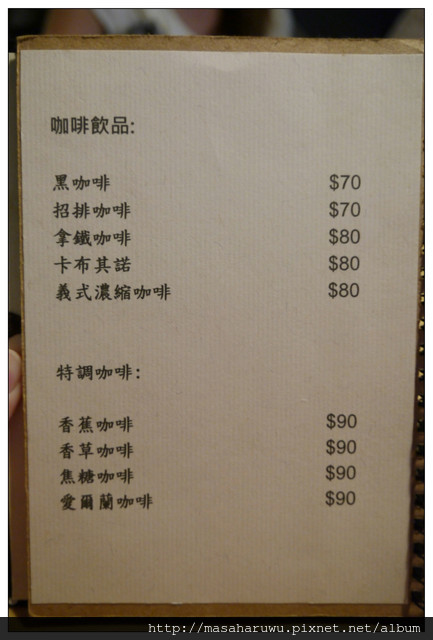 咖啡飲品:
黑咖啡 $70
招排咖啡 $70
拿鐵咖啡 $80
卡布其諾 $80
義式濃縮咖啡 $80
特調咖啡:
香蕉咖啡 $90
香草咖啡 $90
焦糖咖啡 $90
愛爾蘭咖啡 $90
http://masaharuwu.pixnet.net/album